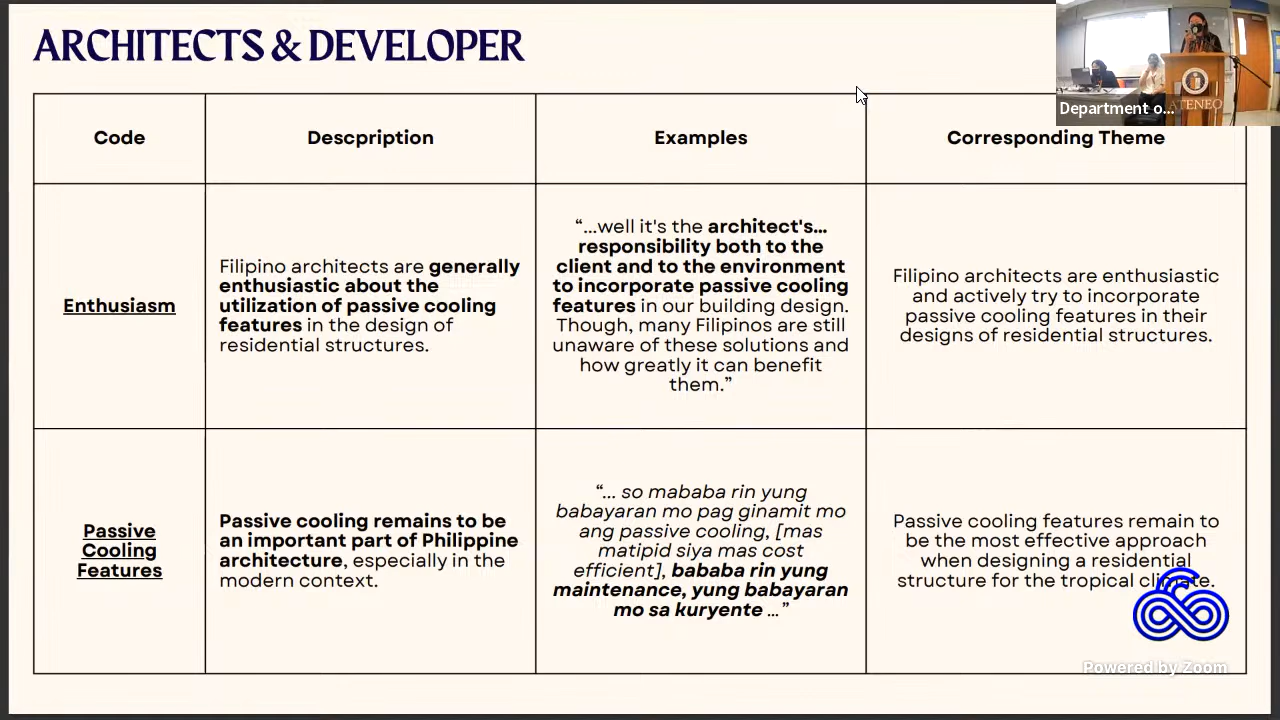 ARCHITECTS & DEVELOPER
Department o...
ATENEO
Code
Descpription
Examples
Corresponding Theme
Enthusiasm
Filipino architects are generally
enthusiastic about the
utilization of passive cooling
features in the design of
residential structures.
“...well it's the architect's...
responsibility both to the
client and to the environment
to incorporate passive cooling
features in our building design.
Though, many Filipinos are still
unaware of these solutions and
how greatly it can benefit
them.”
Filipino architects are enthusiastic
and actively try to incorporate
passive cooling features in their
designs of residential structures.
Passive
Cooling
Features
Passive cooling remains to be
an important part of Philippine
architecture, especially in the
modern context.
“... so mababa rin yung
babayaran mo pag ginamit mo
ang passive cooling, [mas
matipid siya mas cost
efficient], bababa rin yung
maintenance, yung babayaran
mo sa kuryente ...”
Passive cooling features remain to
be the most effective approach
when designing a residential
structure for the tropical climate.
Powered by Zoom